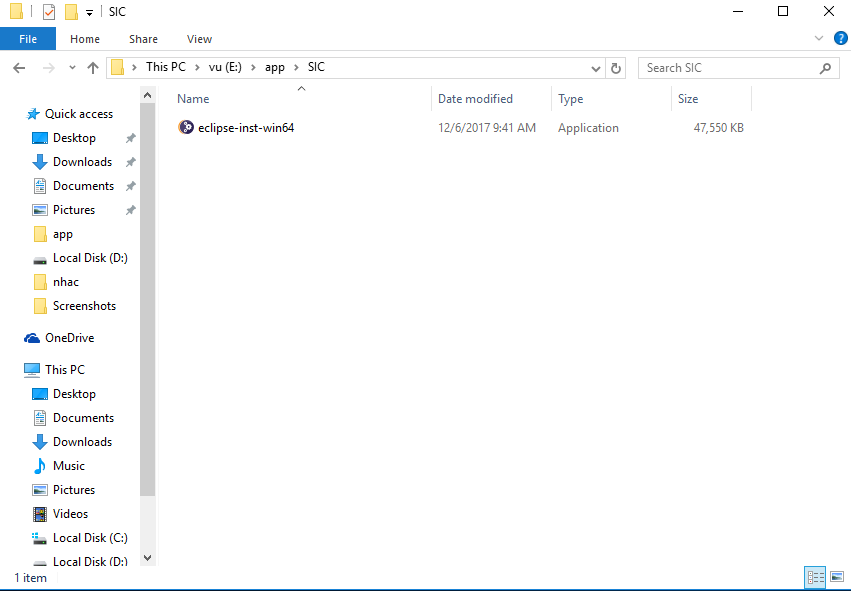 SIC
File Home Share View
This PC vu (E:) app SIC Search SIC
Name Date modified Type Size
eclipse-inst-win64 12/6/2017 9:41 AM Application 47,550 KB
Quick access
Desktop
Downloads
Documents
Pictures
app
Local Disk (D:)
nhac
Screenshots
OneDrive
This PC
Desktop
Documents
Downloads
Music
Pictures
Videos
Local Disk (C:)
Local Disk (D:)
1 item